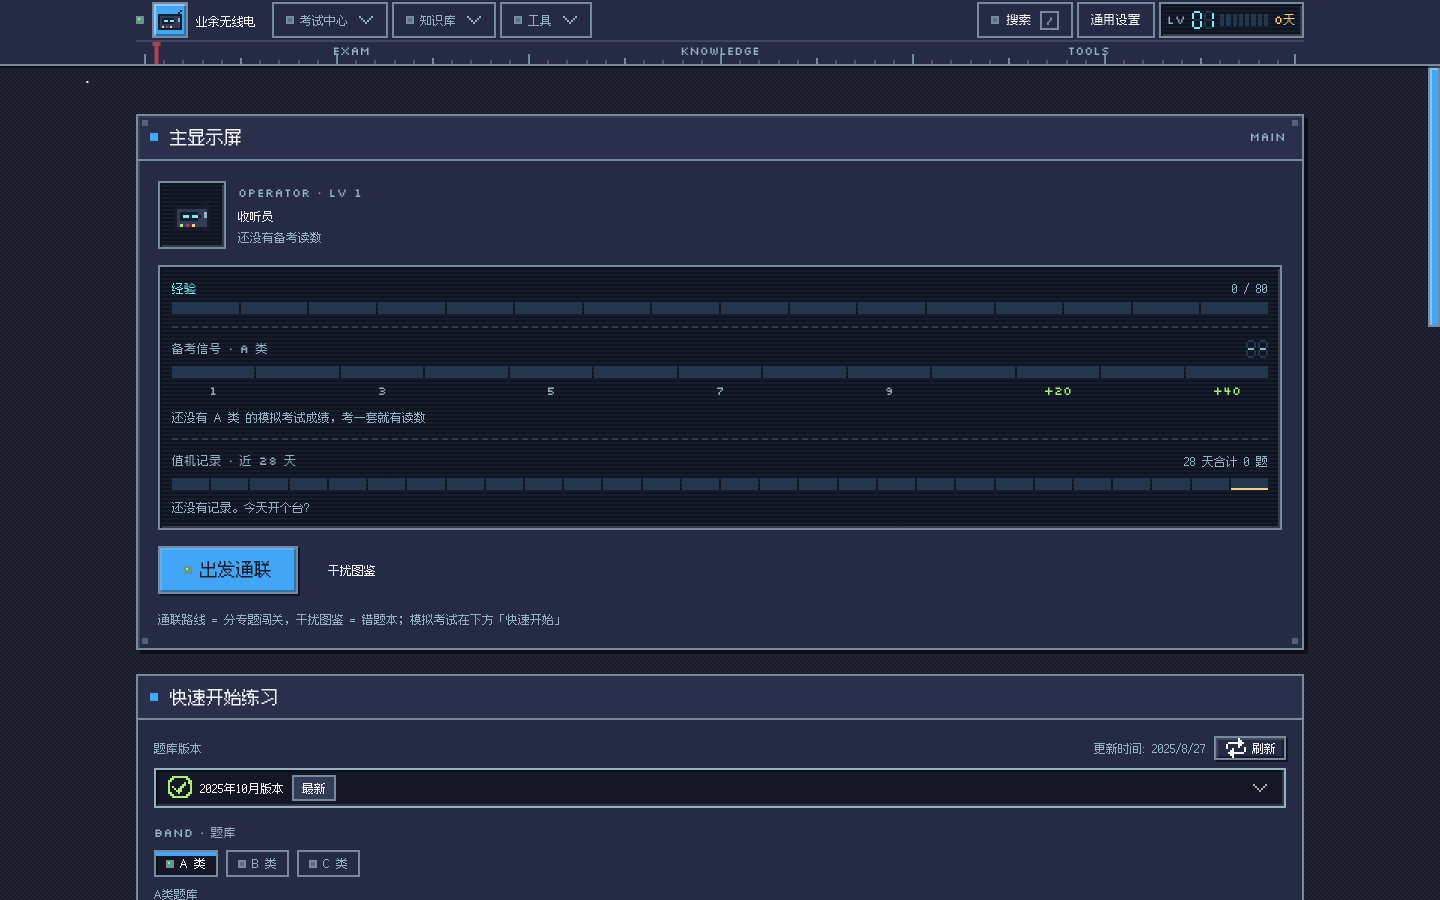 业余无线电 考试中心 知识库 工具 搜索 / 通用设置 LV 01 0天
EXAM KNOWLEDGE TOOLS
主显示屏 MAIN
OPERATOR · LV 1
收听员
还没有备考读数
经验 0 / 80
备考信号 · A 类 --
1 3 5 7 9 +20 +40
还没有 A 类 的模拟考试成绩，考一套就有读数
值机记录 · 近 28 天 28 天合计 0 题
还没有记录。今天开个台?
出发通联 干扰图鉴
通联路线 = 分专题闯关，干扰图鉴 = 错题本；模拟考试在下方「快速开始」
快速开始练习
题库版本 更新时间: 2025/8/27 刷新
2025年10月版本 最新
BAND · 题库
A 类 B 类 C 类
A类题库